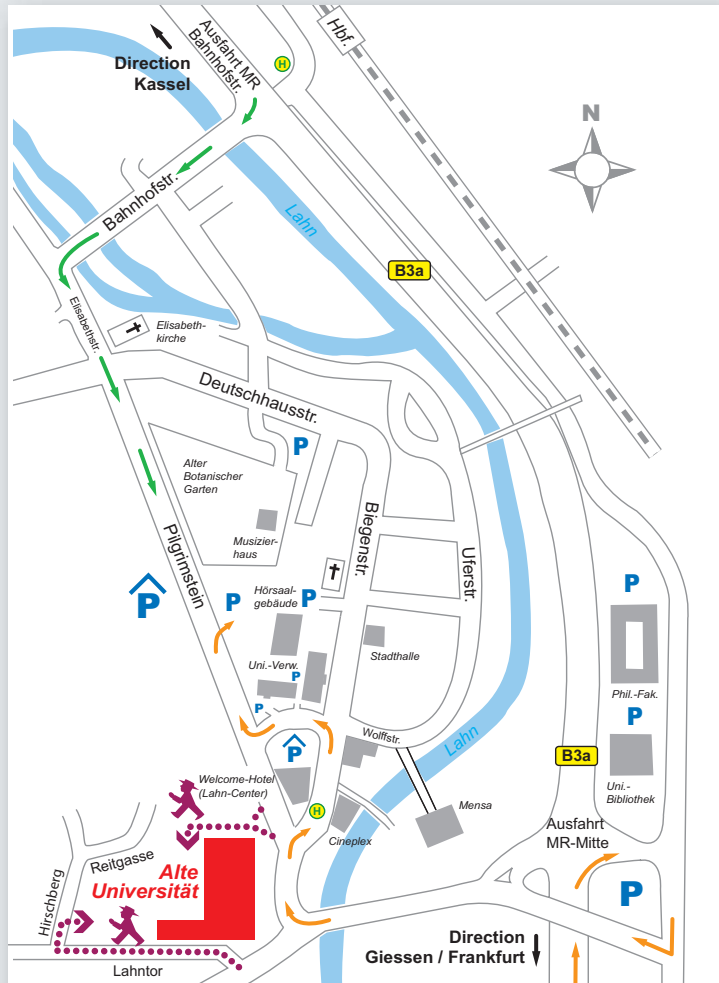 Hbf.
Ausfahrt MR
Bahnhofstr.
Direction
Kassel
H
N
Bahnhofstr.
Lahn
B3a
Elisabethstr.
Elisabeth-
kirche
Deutschhausstr.
P
Alter
Botanischer
Garten
Musizier-
haus
Biegenstr.
Uferstr.
Pilgrimstein
P
P
Hörsaal-
gebäude
P
P
Phil.-Fak.
Stadthalle
Uni.-Verw.
P
P
P
Wolffstr.
Lahn
P
B3a
Uni.-
Bibliothek
Welcome-Hotel
(Lahn-Center)
H
Mensa
Cineplex
Ausfahrt
MR-Mitte
Reitgasse
Hirschberg
Alte
Universität
P
Direction
Giessen / Frankfurt
Lahntor